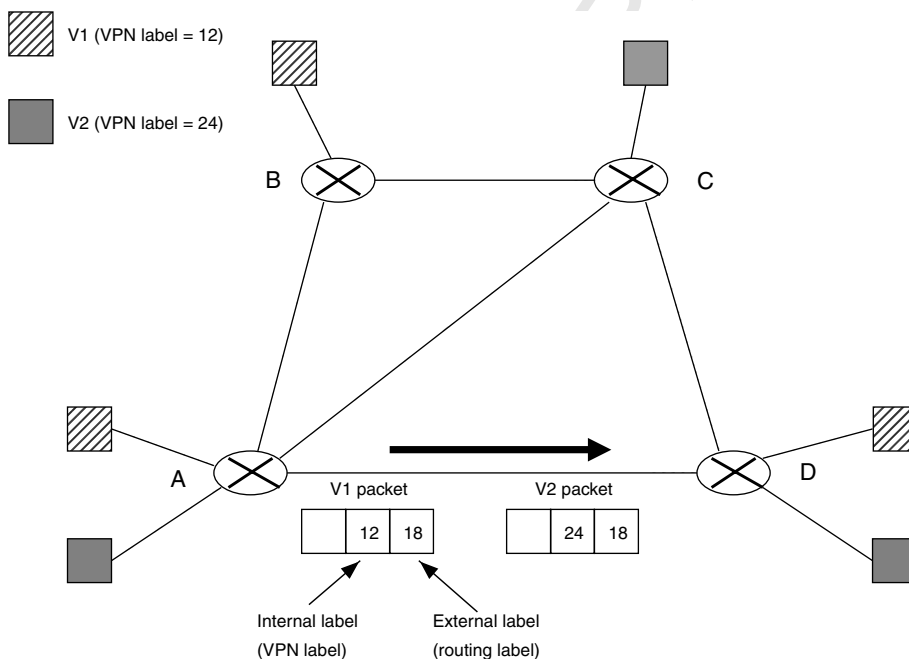 V1 (VPN label = 12)
V2 (VPN label = 24)
B
C
A
D
V1 packet
V2 packet
12 18
24 18
Internal label
(VPN label)
External label
(routing label)